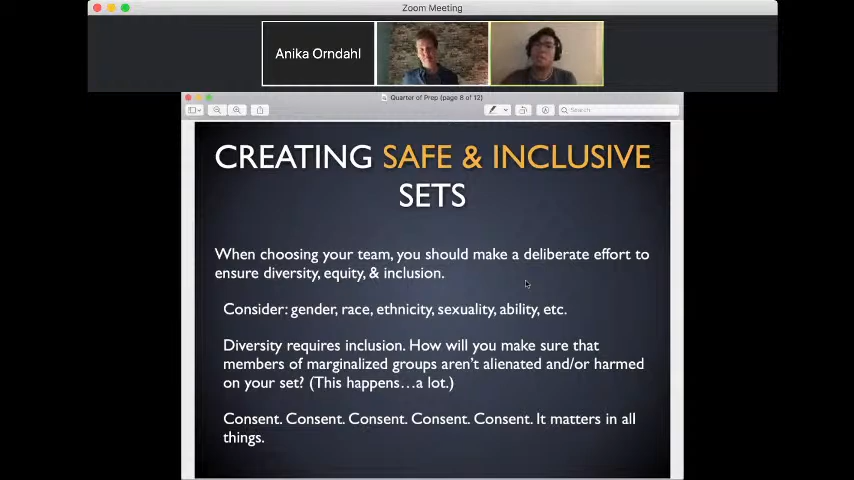 Zoom Meeting
Anika Orndahl
Quarter of Prep (page 8 of 12)
Search
CREATING SAFE & INCLUSIVE
SETS
When choosing your team, you should make a deliberate effort to
ensure diversity, equity, & inclusion.
Consider: gender, race, ethnicity, sexuality, ability, etc.
Diversity requires inclusion. How will you make sure that
members of marginalized groups aren't alienated and/or harmed
on your set? (This happens...a lot.)
Consent. Consent. Consent. Consent. Consent. It matters in all
things.